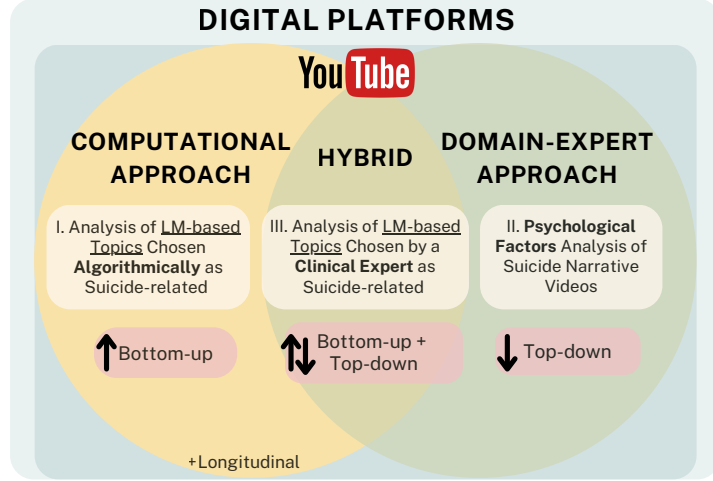 DIGITAL PLATFORMS
YouTube
COMPUTATIONAL
APPROACH
HYBRID
DOMAIN-EXPERT
APPROACH
I. Analysis of LM-based
Topics Chosen
Algorithmically as
Suicide-related
III. Analysis of LM-based
Topics Chosen by a
Clinical Expert as
Suicide-related
II. Psychological
Factors Analysis of
Suicide Narrative
Videos
Bottom-up
Bottom-up +
Top-down
Top-down
+Longitudinal